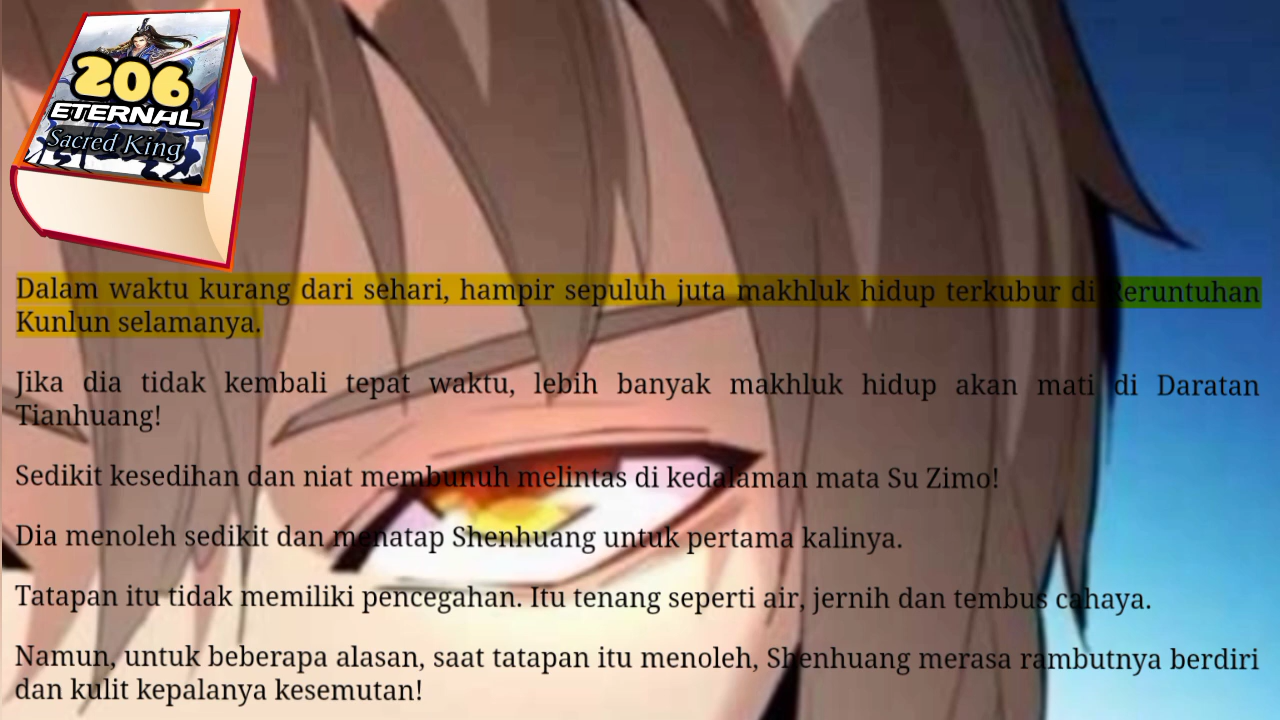 206
ETERNAL
Sacred King
Dalam waktu kurang dari sehari, hampir sepuluh juta makhluk hidup terkubur di Reruntuhan
Kunlun selamanya.
Jika dia tidak kembali tepat waktu, lebih banyak makhluk hidup akan mati di Daratan
Tianhuang!
Sedikit kesedihan dan niat membunuh melintas di kedalaman mata Su Zimo!
Dia menoleh sedikit dan menatap Shenhuang untuk pertama kalinya.
Tatapan itu tidak memiliki pencegahan. Itu tenang seperti air, jernih dan tembus cahaya.
Namun, untuk beberapa alasan, saat tatapan itu menoleh, Shenhuang merasa rambutnya berdiri
dan kulit kepalanya kesemutan!